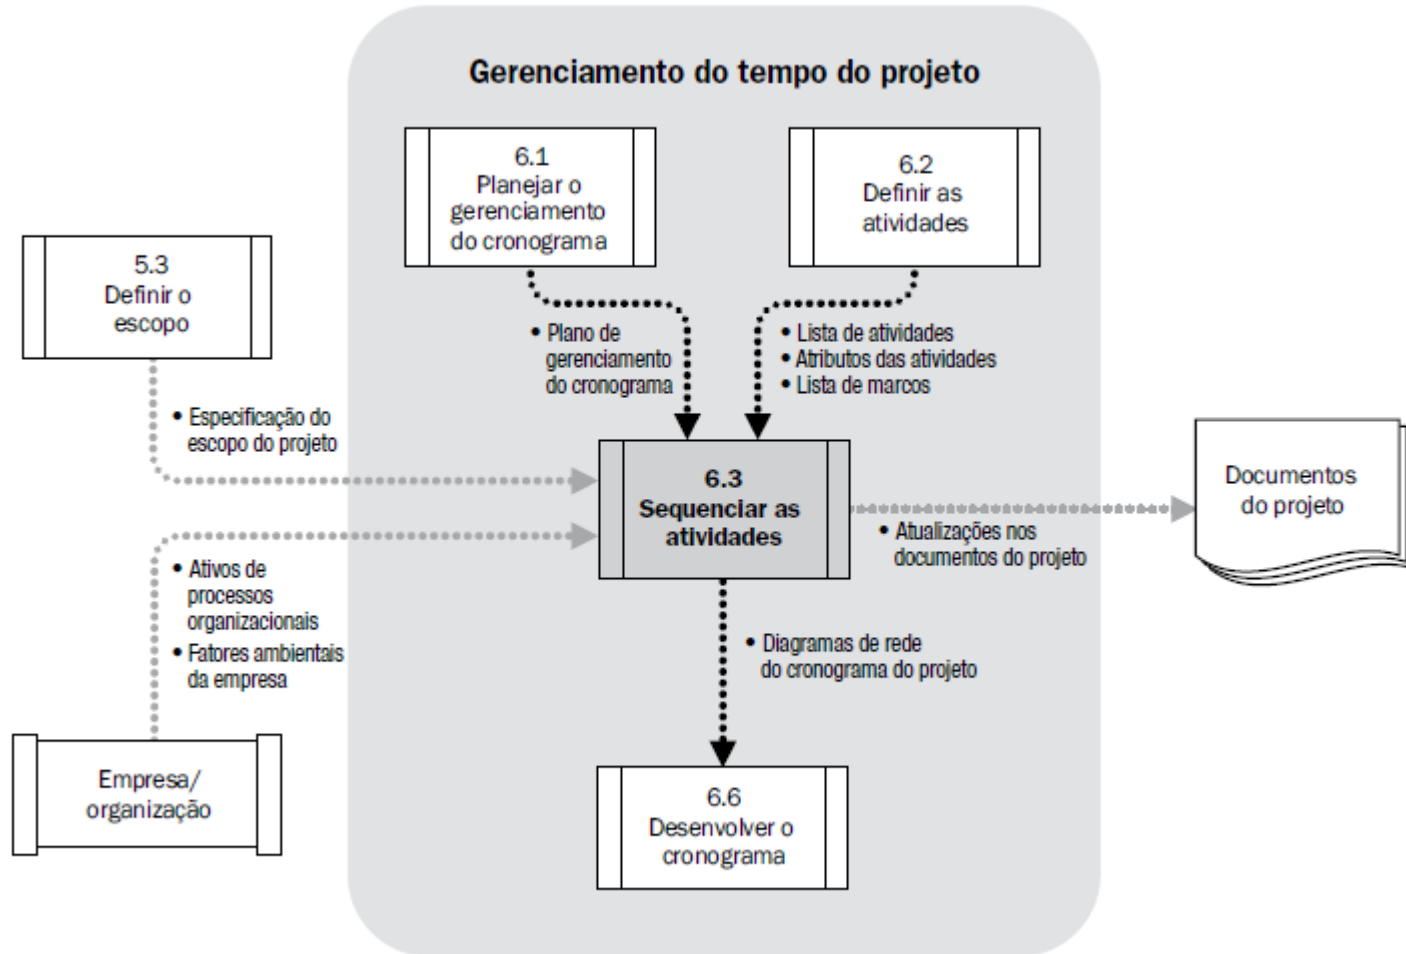 Gerenciamento do tempo do projeto
6.1
Planejar o
gerenciamento
do cronograma
6.2
Definir as
atividades
5.3
Definir o
escopo
• Plano de
gerenciamento
do cronograma
• Lista de atividades
• Atributos das atividades
• Lista de marcos
• Especificação do
escopo do projeto
6.3
Sequenciar as
atividades
Documentos
do projeto
• Atualizações nos
documentos do projeto
• Ativos de
processos
organizacionais
• Fatores ambientais
da empresa
• Diagramas de rede
do cronograma do projeto
Empresa/
organização
6.6
Desenvolver o
cronograma